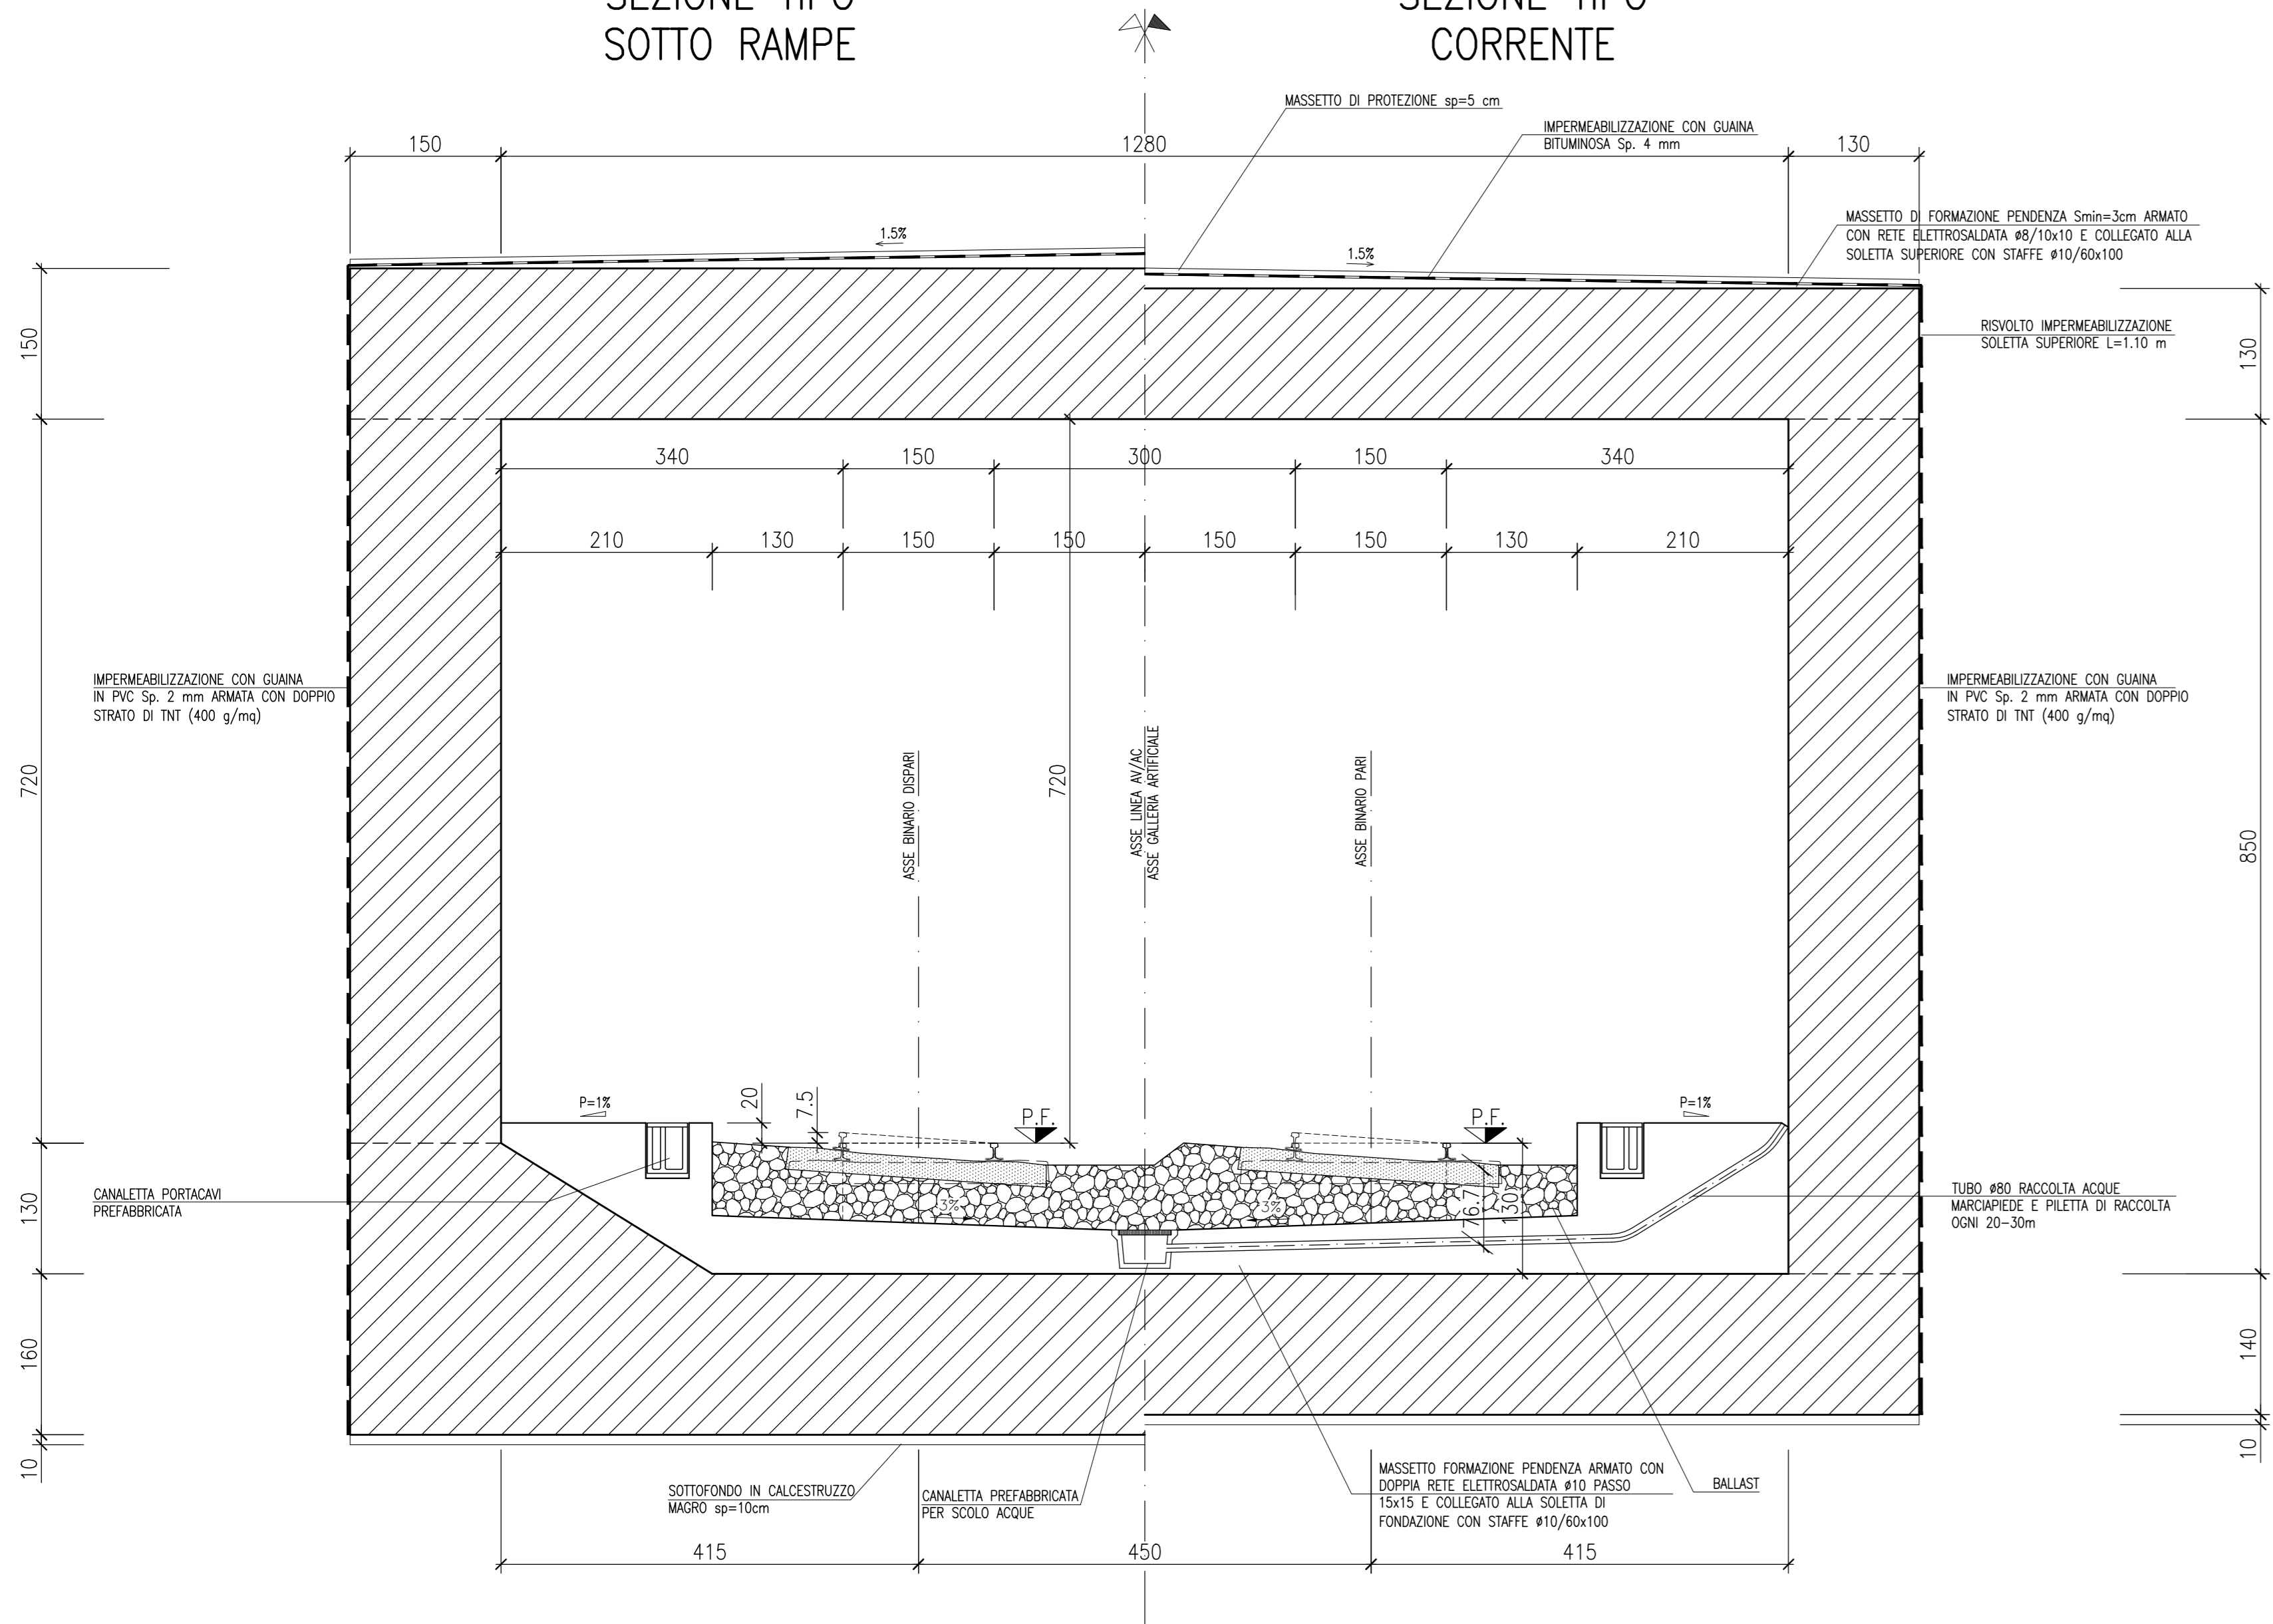 SEZIONE TIPO
SOTTO RAMPE
SEZIONE TIPO
CORRENTE
MASSETTO DI PROTEZIONE sp=5 cm
IMPERMEABILIZZAZIONE CON GUAINA
BITUMINOSA Sp. 4 mm
150
1280
130
MASSETTO DI FORMAZIONE PENDENZA Smin=3cm ARMATO
CON RETE ELETTROSALDATA ø8/10x10 E COLLEGATO ALLA
SOLETTA SUPERIORE CON STAFFE ø10/60x100
1.5%
1.5%
RISVOLTO IMPERMEABILIZZAZIONE
SOLETTA SUPERIORE L=1.10 m
150
130
340
150
300
150
340
210
130
150
150
150
150
130
210
IMPERMEABILIZZAZIONE CON GUAINA
IN PVC Sp. 2 mm ARMATA CON DOPPIO
STRATO DI TNT (400 g/mq)
IMPERMEABILIZZAZIONE CON GUAINA
IN PVC Sp. 2 mm ARMATA CON DOPPIO
STRATO DI TNT (400 g/mq)
720
ASSE BINARIO DISPARI
720
ASSE LINEA AV/AC
ASSE GALLERIA ARTIFICIALE
ASSE BINARIO PARI
850
P=1%
20
7.5
P.F.
P.F.
P=1%
CANALETTA PORTACAVI
PREFABBRICATA
130
3%
3%
76.7
130
TUBO ø80 RACCOLTA ACQUE
MARCIAPIEDE E PILETTA DI RACCOLTA
OGNI 20-30m
160
140
10
10
SOTTOFONDO IN CALCESTRUZZO
MAGRO sp=10cm
CANALETTA PREFABBRICATA
PER SCOLO ACQUE
MASSETTO FORMAZIONE PENDENZA ARMATO CON
DOPPIA RETE ELETTROSALDATA ø10 PASSO
15x15 E COLLEGATO ALLA SOLETTA DI
FONDAZIONE CON STAFFE ø10/60x100
BALLAST
415
450
415